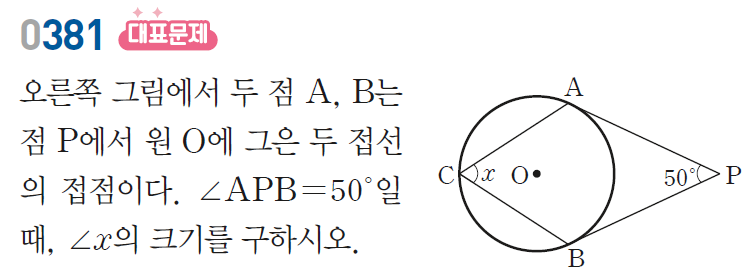 0381 대표문제
오른쪽 그림에서 두 점 A, B는
점 P에서 원 O에 그은 두 접선
의 접점이다. ∠APB=50°일
때, ∠x의 크기를 구하시오.
A
C x O 50° P
B